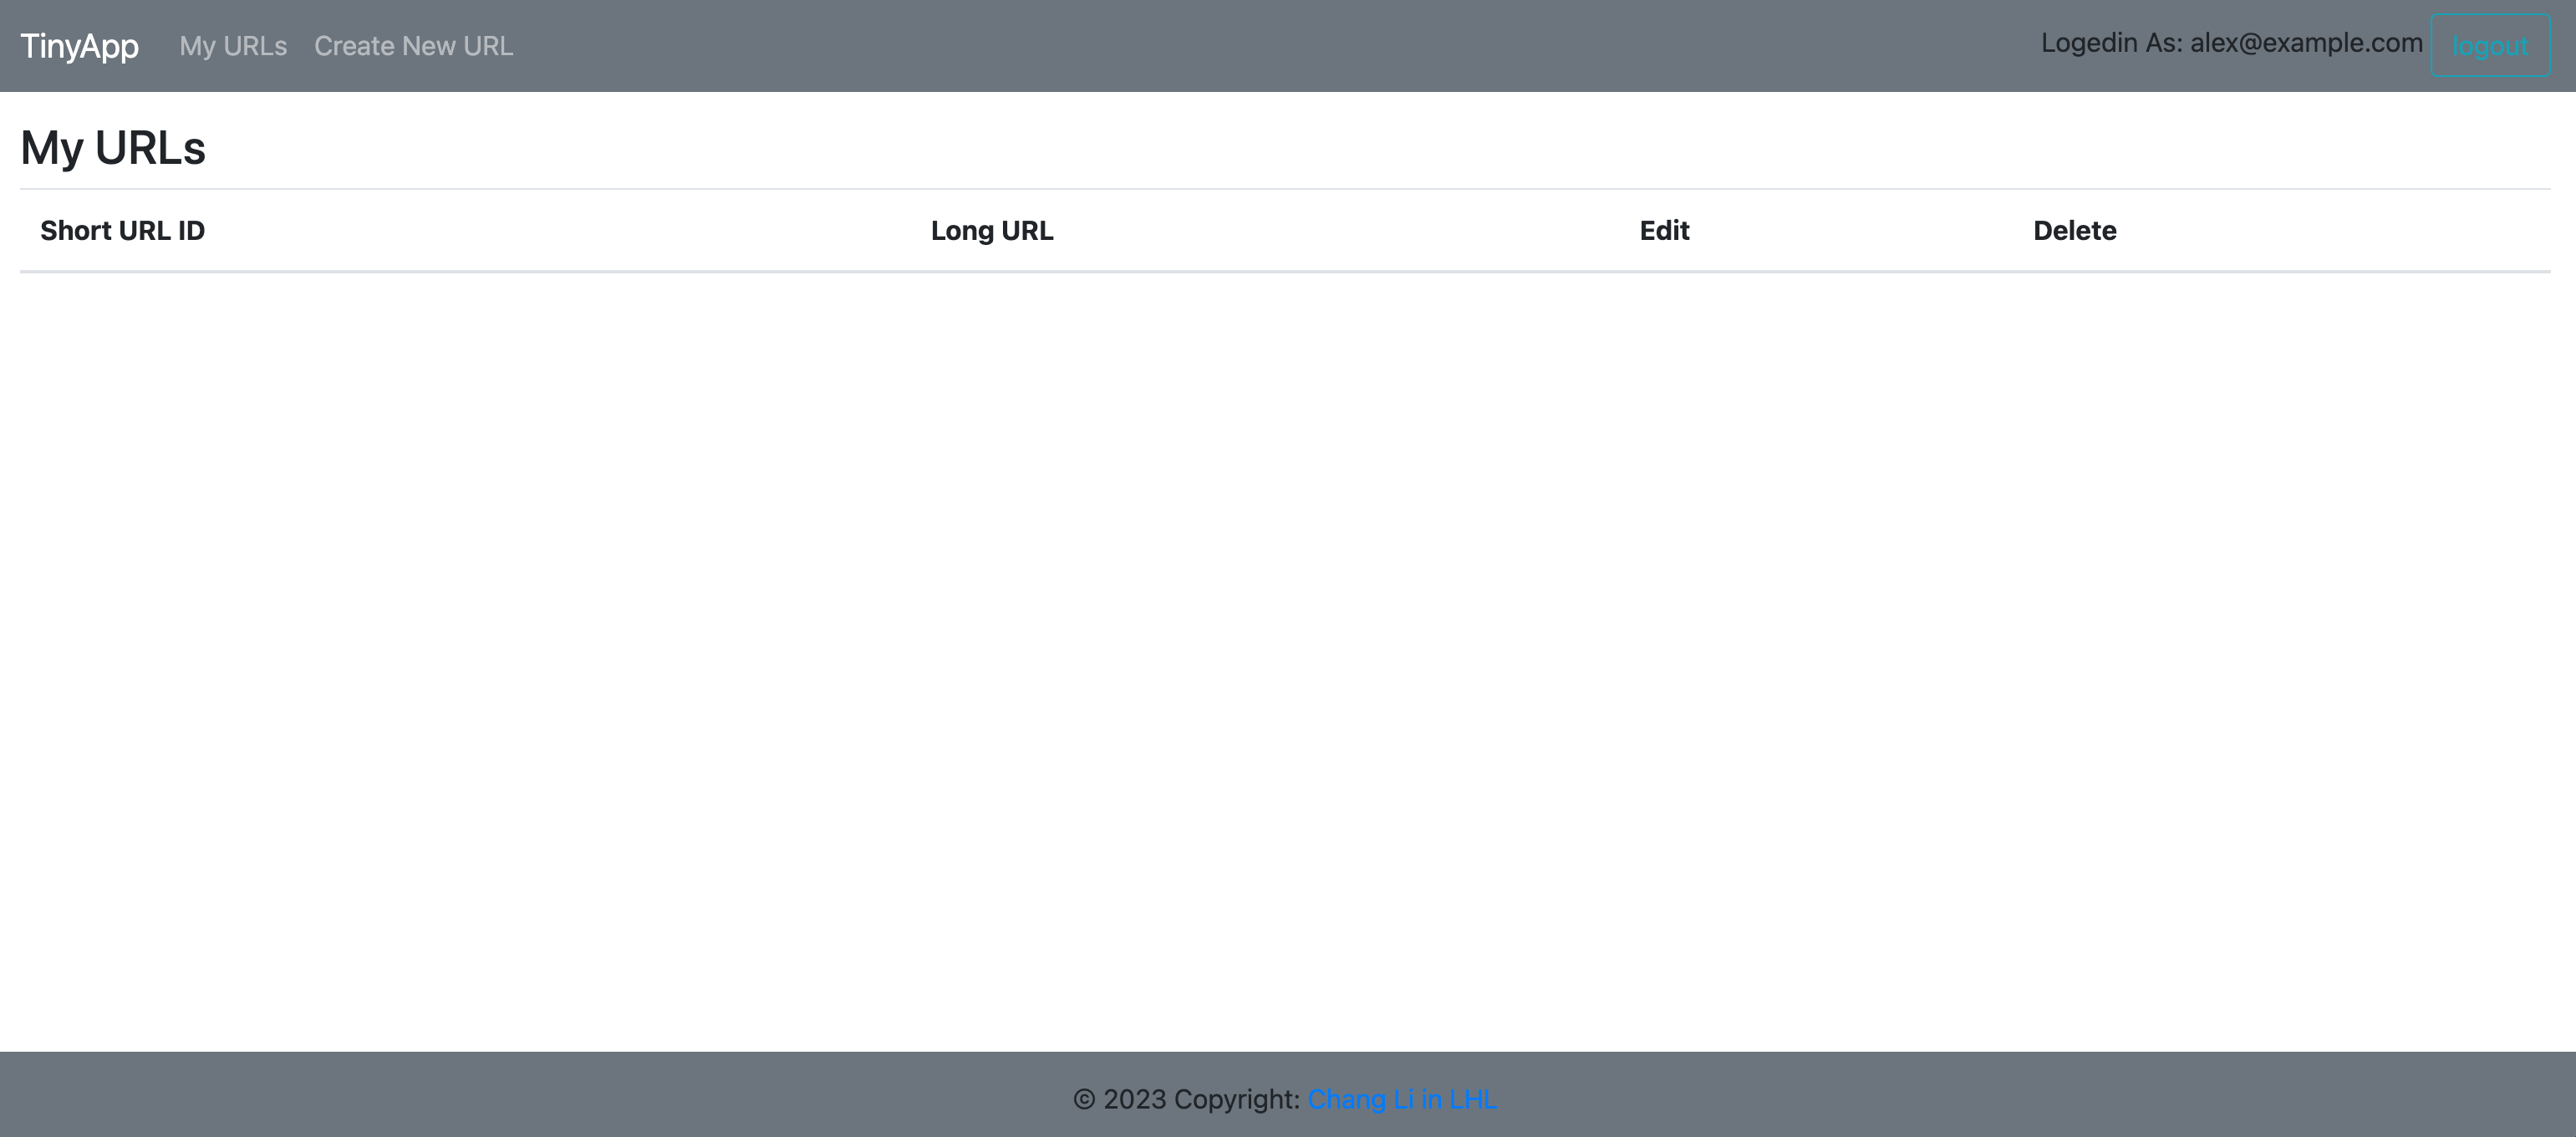 TinyApp My URLs Create New URL Logedin As: alex@example.com logout
My URLs
Short URL ID Long URL Edit Delete
© 2023 Copyright: Chang Li in LHL